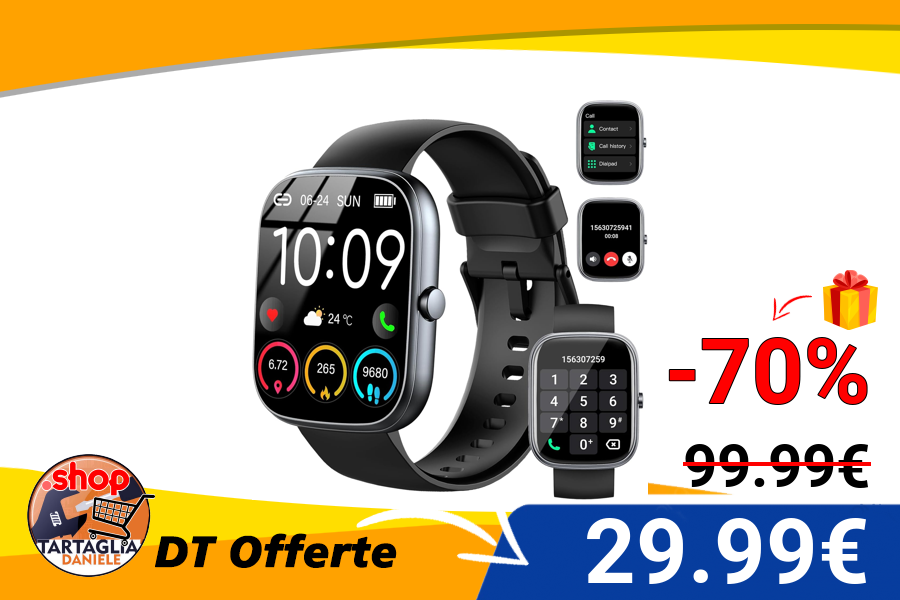 Call
Contact
Call history
Dialpad
15630725941
00:08
06-24 SUN
10:09
24 °C
6.72
265
9680
156307259
1 2 3
4 5 6
7* 8 9#
0+
-70%
99.99€
29.99€
.shop
TARTAGLIA
DANIELE
DT Offerte